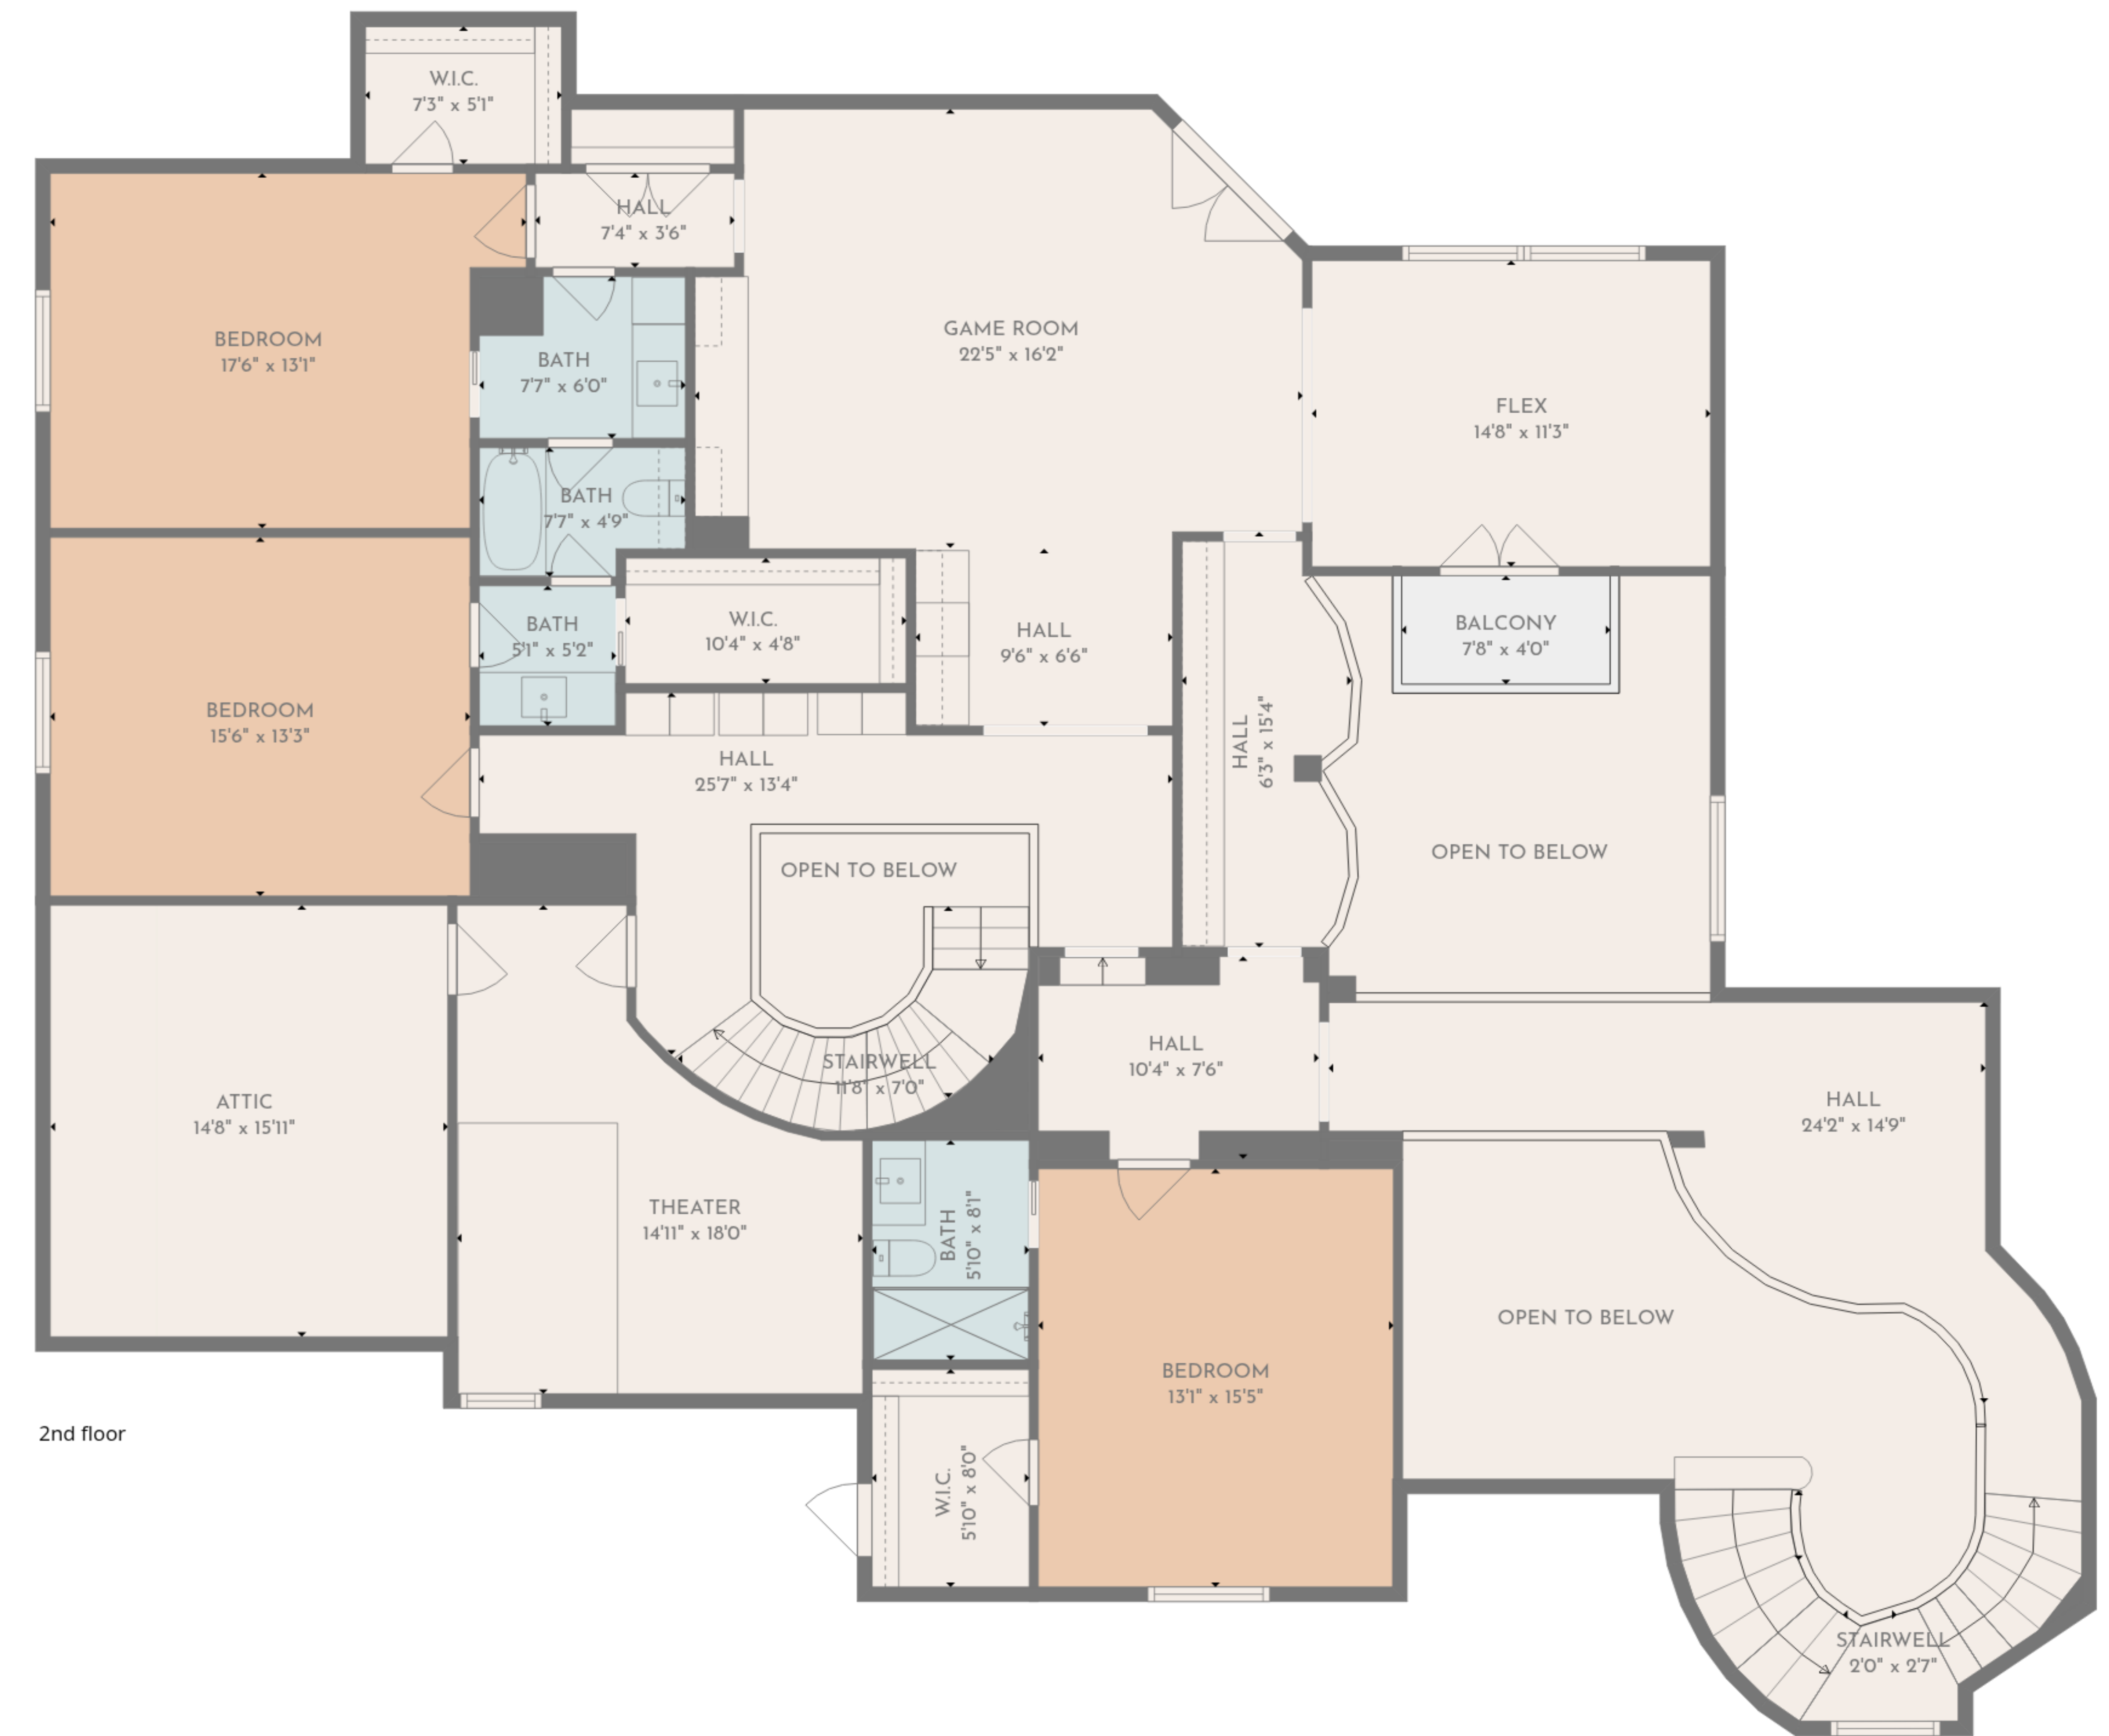 W.I.C.
7'3" x 5'1"
HALL
7'4" x 3'6"
BEDROOM
17'6" x 13'1"
BATH
7'7" x 6'0"
GAME ROOM
22'5" x 16'2"
FLEX
14'8" x 11'3"
BATH
7'7" x 4'9"
BATH
5'1" x 5'2"
W.I.C.
10'4" x 4'8"
HALL
9'6" x 6'6"
BALCONY
7'8" x 4'0"
BEDROOM
15'6" x 13'3"
HALL
25'7" x 13'4"
HALL
6'3" x 15'4"
OPEN TO BELOW
OPEN TO BELOW
STAIRWELL
11'8" x 7'0"
HALL
10'4" x 7'6"
ATTIC
14'8" x 15'11"
HALL
24'2" x 14'9"
THEATER
14'11" x 18'0"
BATH
5'10" x 8'1"
OPEN TO BELOW
BEDROOM
13'1" x 15'5"
2nd floor
W.I.C.
5'10" x 8'0"
STAIRWELL
2'0" x 2'7"